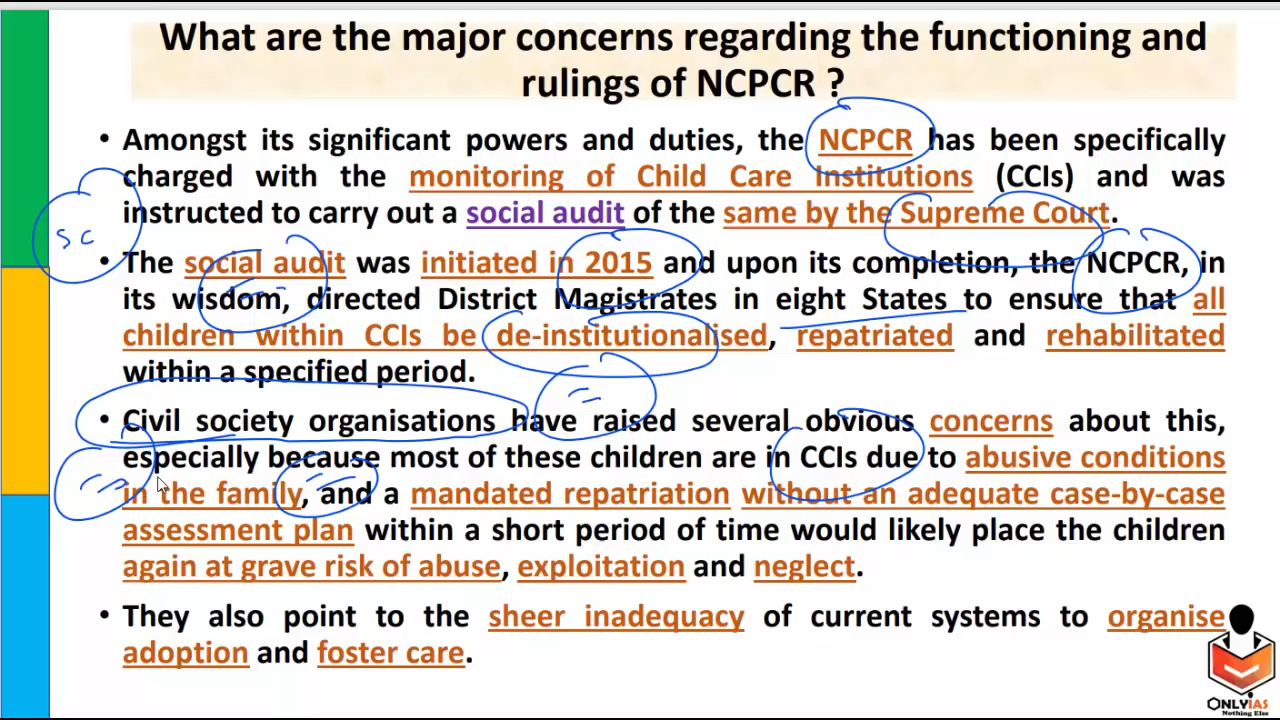 What are the major concerns regarding the functioning and
rulings of NCPCR ?
• Amongst its significant powers and duties, the NCPCR has been specifically
charged with the monitoring of Child Care Institutions (CCIs) and was
instructed to carry out a social audit of the same by the Supreme Court.
SC
• The social audit was initiated in 2015 and upon its completion, the NCPCR, in
its wisdom, directed District Magistrates in eight States to ensure that all
children within CCIs be de-institutionalised, repatriated and rehabilitated
within a specified period.
• Civil society organisations have raised several obvious concerns about this,
especially because most of these children are in CCIs due to abusive conditions
in the family, and a mandated repatriation without an adequate case-by-case
assessment plan within a short period of time would likely place the children
again at grave risk of abuse, exploitation and neglect.
• They also point to the sheer inadequacy of current systems to organise
adoption and foster care.
ONLYIAS
Nothing Else